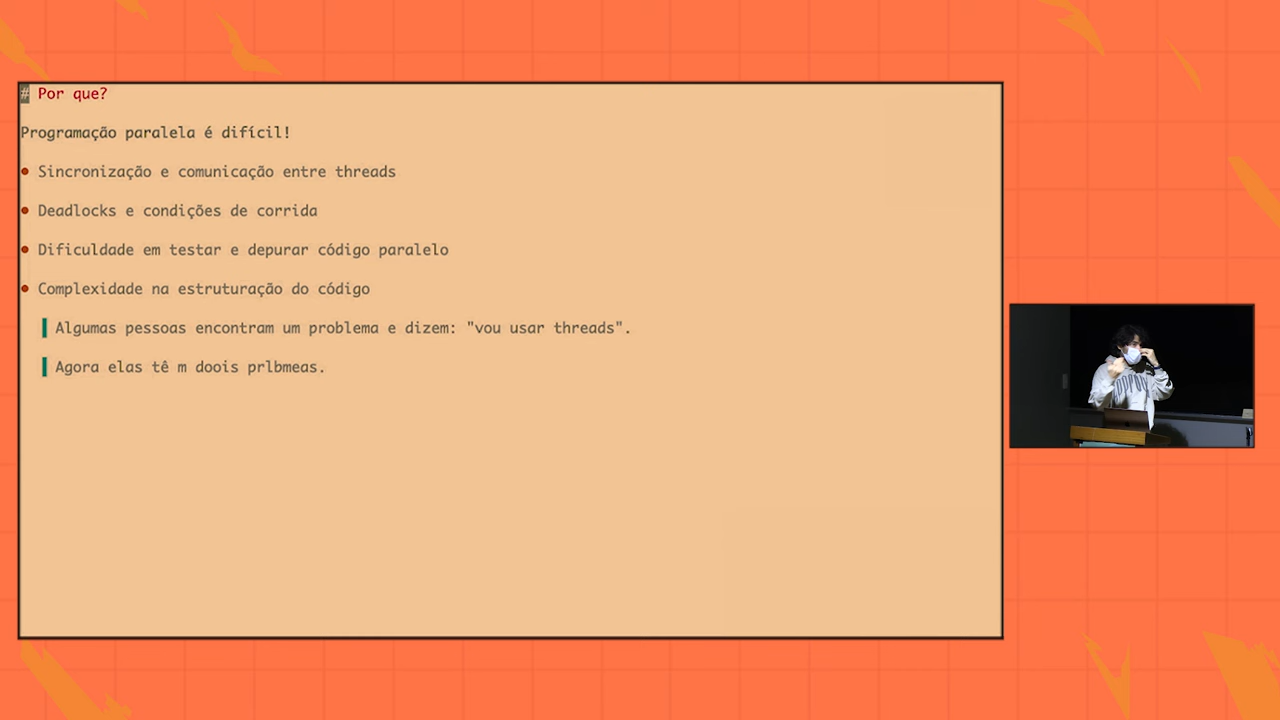 # Por que?
Programação paralela é difícil!
• Sincronização e comunicação entre threads
• Deadlocks e condições de corrida
• Dificuldade em testar e depurar código paralelo
• Complexidade na estruturação do código
Algumas pessoas encontram um problema e dizem: "vou usar threads".
Agora elas tê m doois prlbmeas.